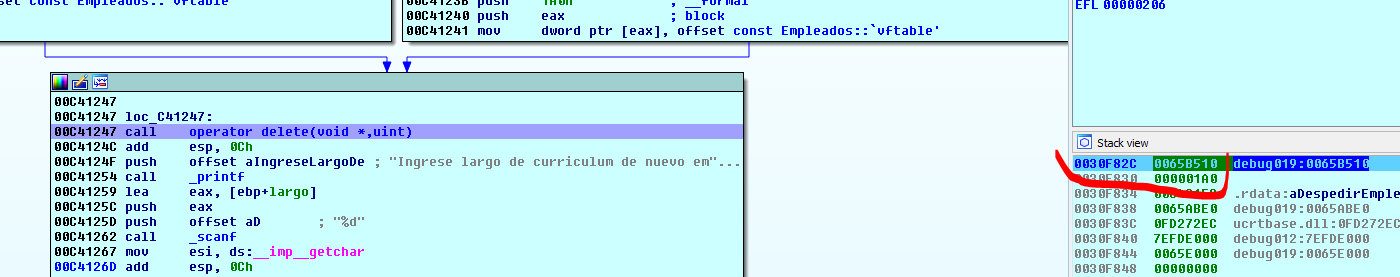 set const Empleados:: vftable
00C4123B push 1A0h ; __formal
00C41240 push eax ; block
00C41241 mov dword ptr [eax], offset const Empleados::`vftable'
EFL 00000206
00C41247
00C41247 loc_C41247:
00C41247 call operator delete(void *,uint)
00C4124C add esp, 0Ch
00C4124F push offset aIngreseLargoDe ; "Ingrese largo de curriculum de nuevo em"...
00C41254 call _printf
00C41259 lea eax, [ebp+largo]
00C4125C push eax
00C4125D push offset aD ; "%d"
00C41262 call _scanf
00C41267 mov esi, ds:__imp__getchar
00C4126D add esp, 0Ch
Stack view
0030F82C 0065B510 debug019:0065B510
0030F830 000001A0
0030F834 .rdata:aDespedirEmple
0030F838 0065ABE0 debug019:0065ABE0
0030F83C 0FD272EC ucrtbase.dll:0FD272EC
0030F840 7EFDE000 debug012:7EFDE000
0030F844 0065E000 debug019:0065E000
0030F848 00000000